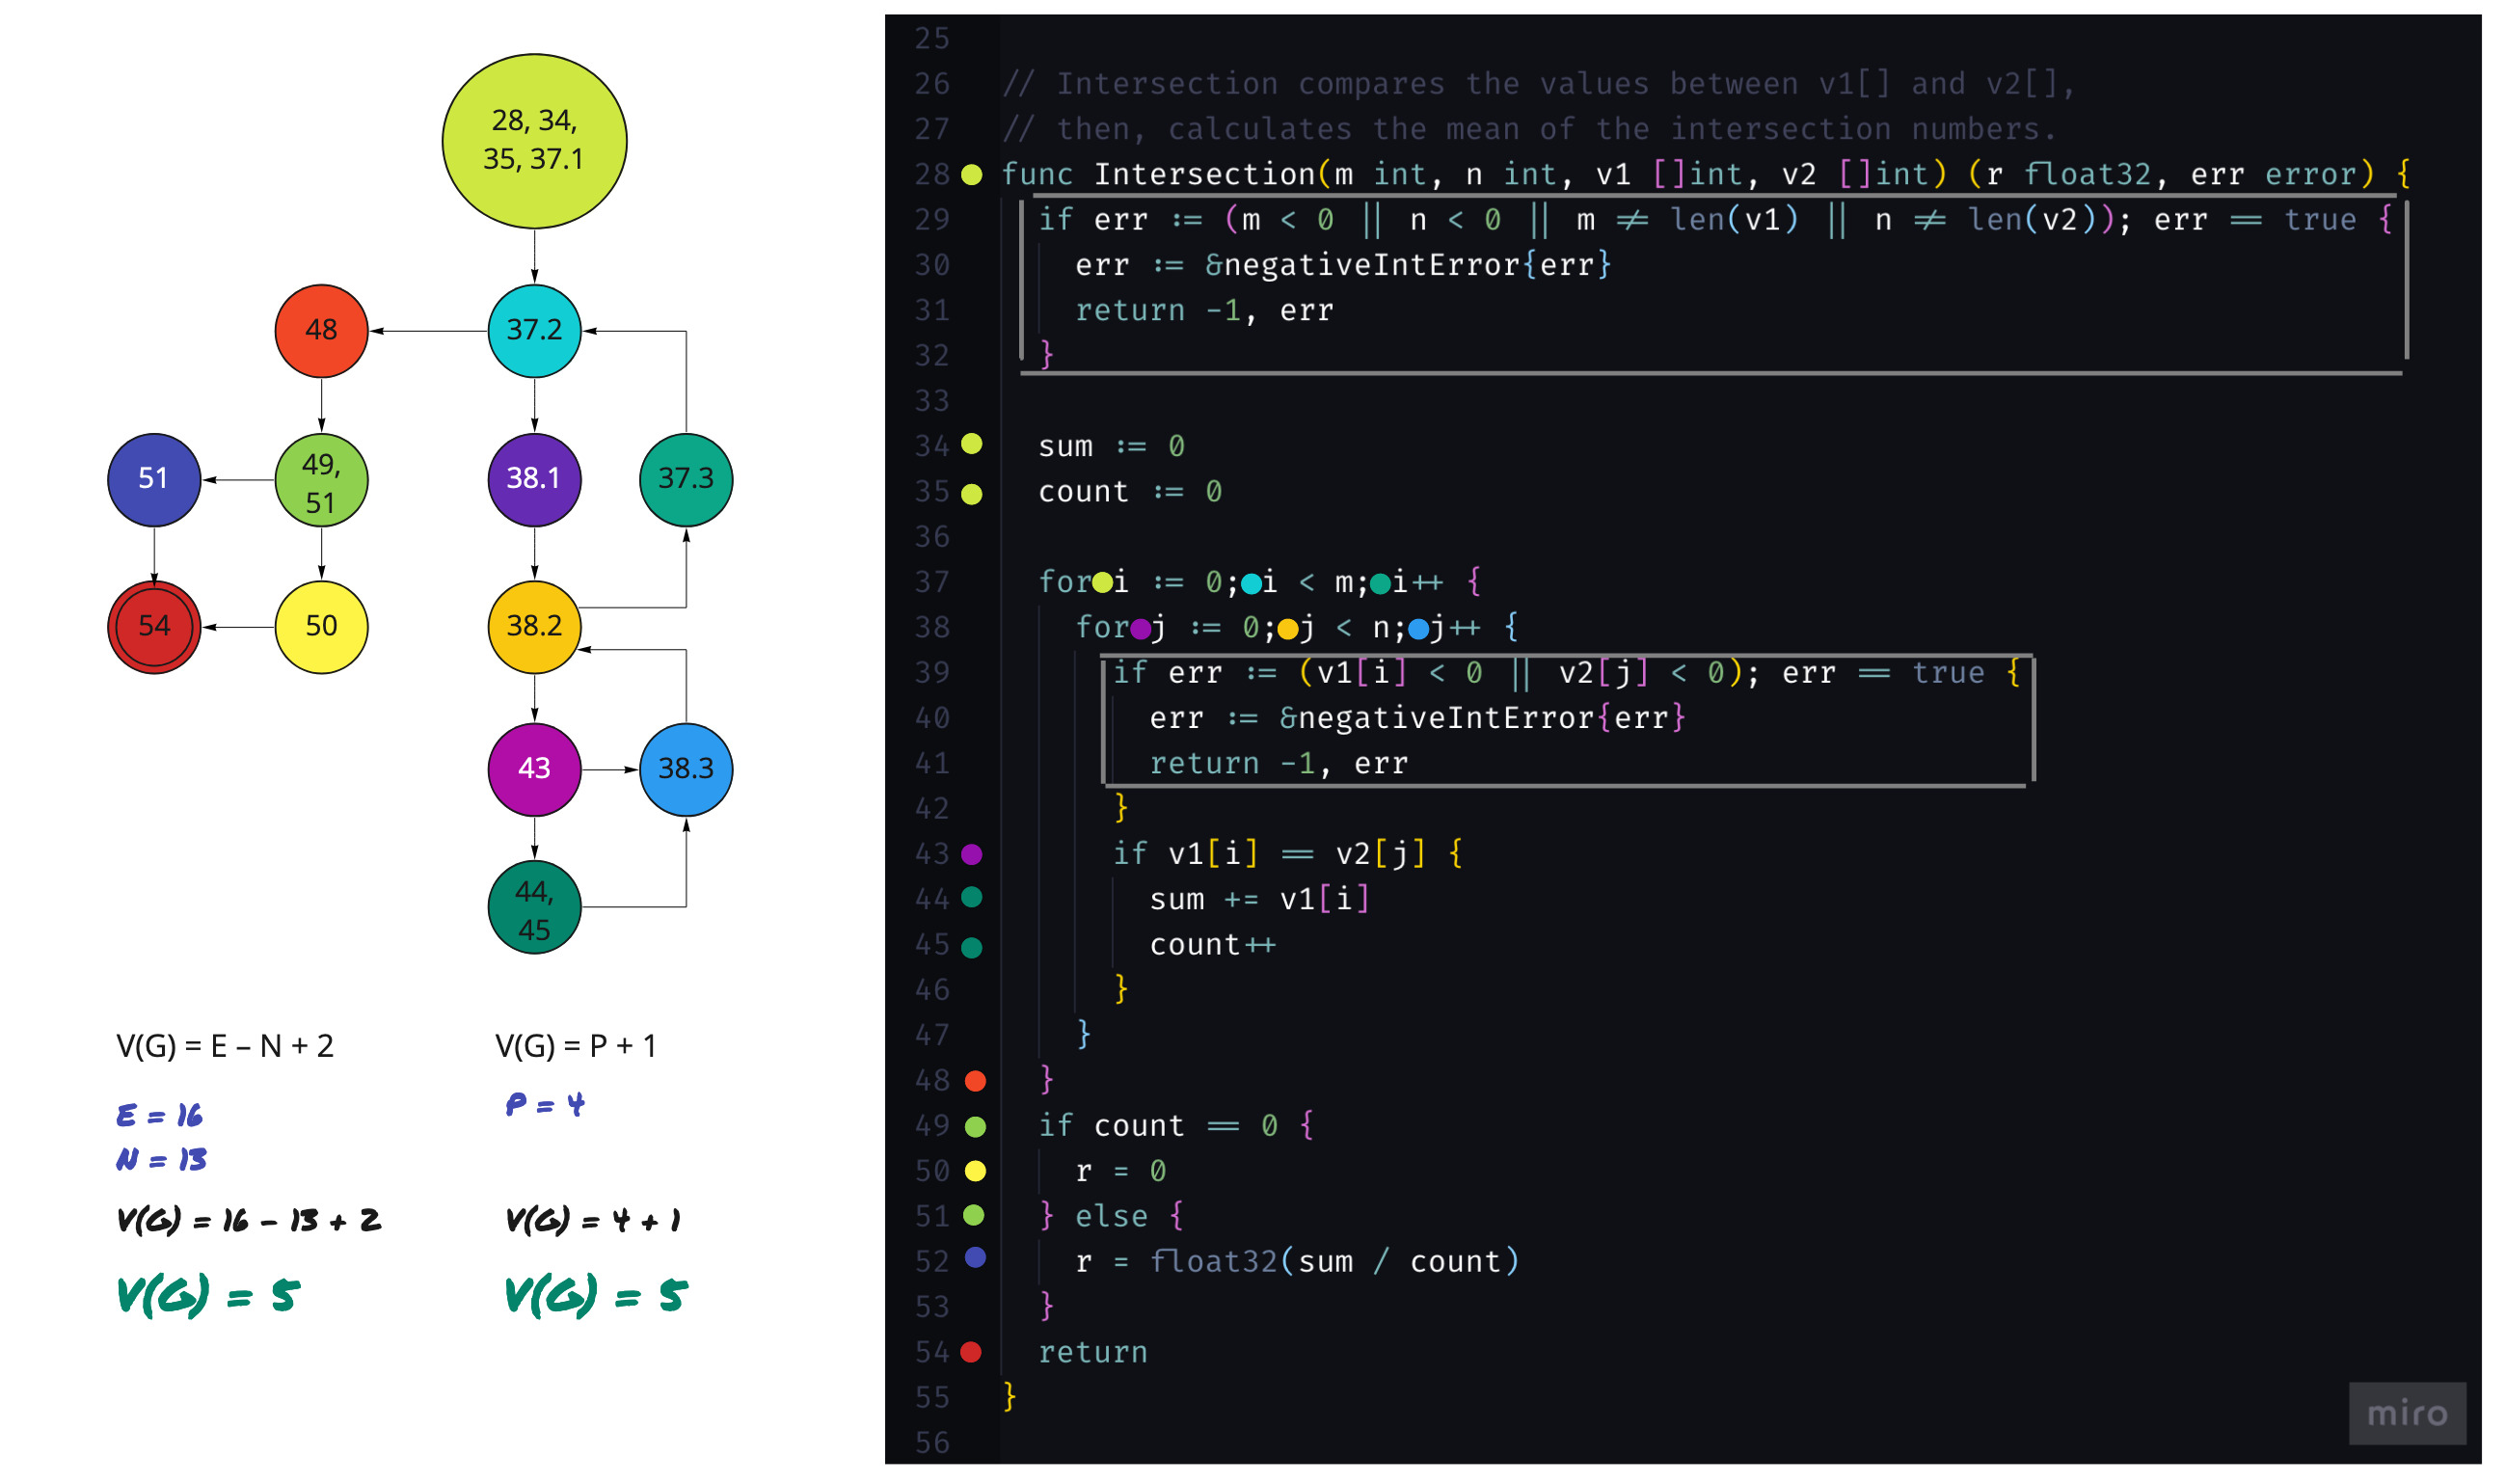 28, 34,
35, 37.1
48
37.2
51
49,
51
38.1
37.3
54
50
38.2
43
38.3
44,
45
V(G) = E – N + 2
E = 16
N = 13
V(G) = 16 - 13 + 2
V(G) = 5
V(G) = P + 1
P = 4
V(G) = 4 + 1
V(G) = 5
25
26 // Intersection compares the values between v1[] and v2[],
27 // then, calculates the mean of the intersection numbers.
28 func Intersection(m int, n int, v1 []int, v2 []int) (r float32, err error) {
29 if err := (m < 0 || n < 0 || m != len(v1) || n != len(v2)); err == true {
30 err := &negativeIntError{err}
31 return -1, err
32 }
33
34 sum := 0
35 count := 0
36
37 for i := 0; i < m; i++ {
38 for j := 0; j < n; j++ {
39 if err := (v1[i] < 0 || v2[j] < 0); err == true {
40 err := &negativeIntError{err}
41 return -1, err
42 }
43 if v1[i] == v2[j] {
44 sum += v1[i]
45 count++
46 }
47 }
48 }
49 if count == 0 {
50 r = 0
51 } else {
52 r = float32(sum / count)
53 }
54 return
55 }
56
miro